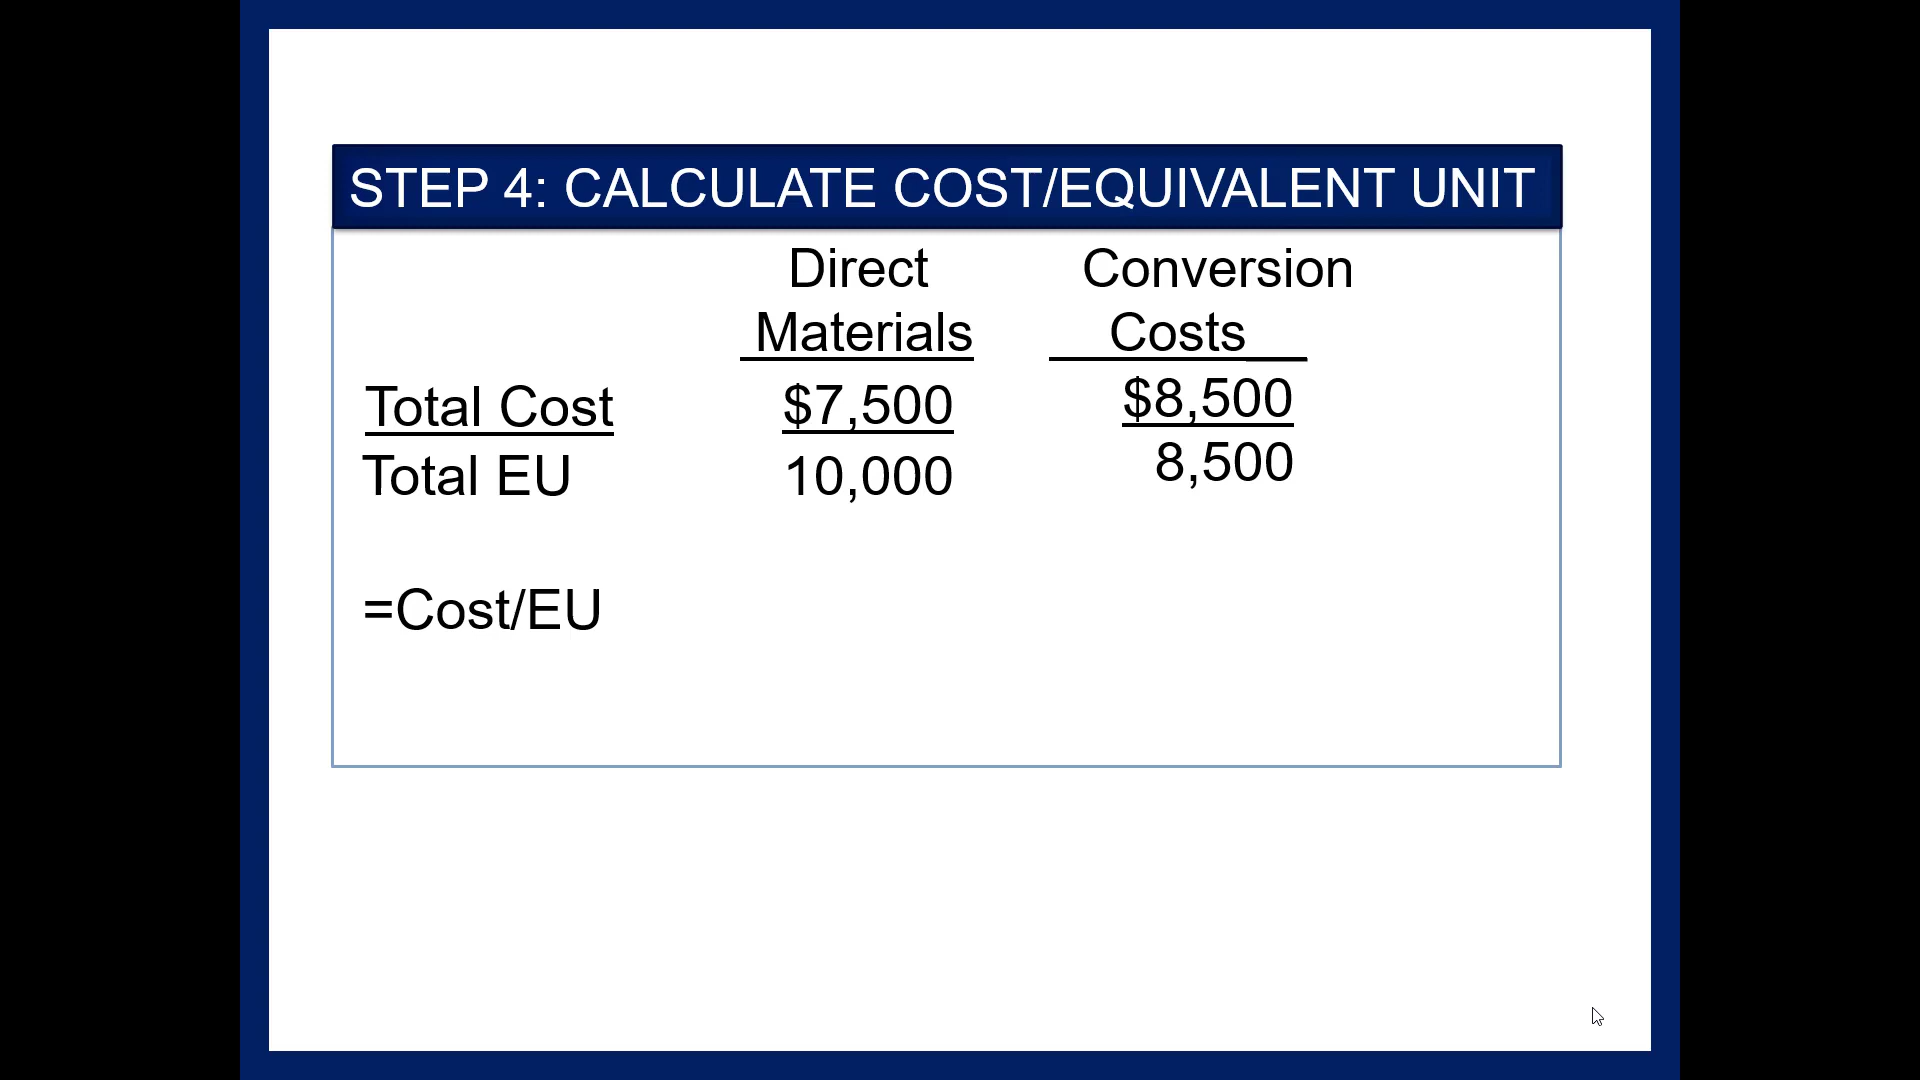 STEP 4: CALCULATE COST/EQUIVALENT UNIT
Direct Conversion
Materials Costs
Total Cost $7,500 $8,500
Total EU 10,000 8,500
=Cost/EU